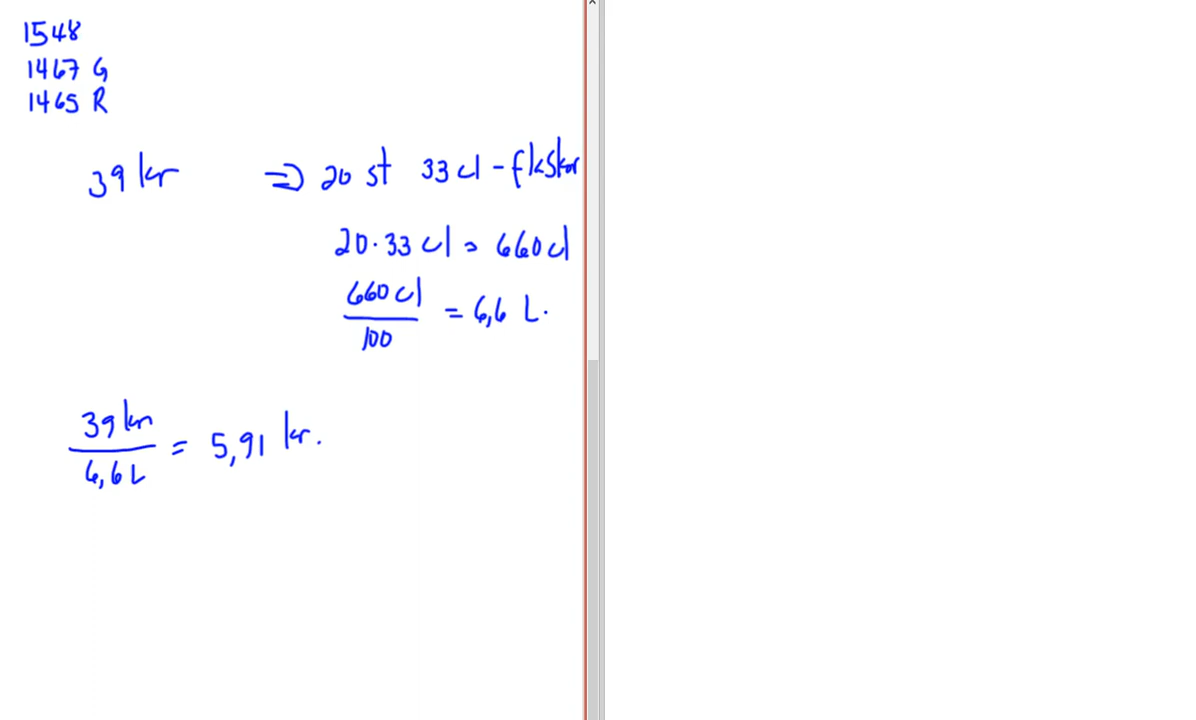 1548
1467 G
1465 R
39 kr => 20 st 33 cl - flaskor
20 · 33 cl = 660 cl
660 cl / 100 = 6,6 L.
39 kr / 6,6 L = 5,91 kr.